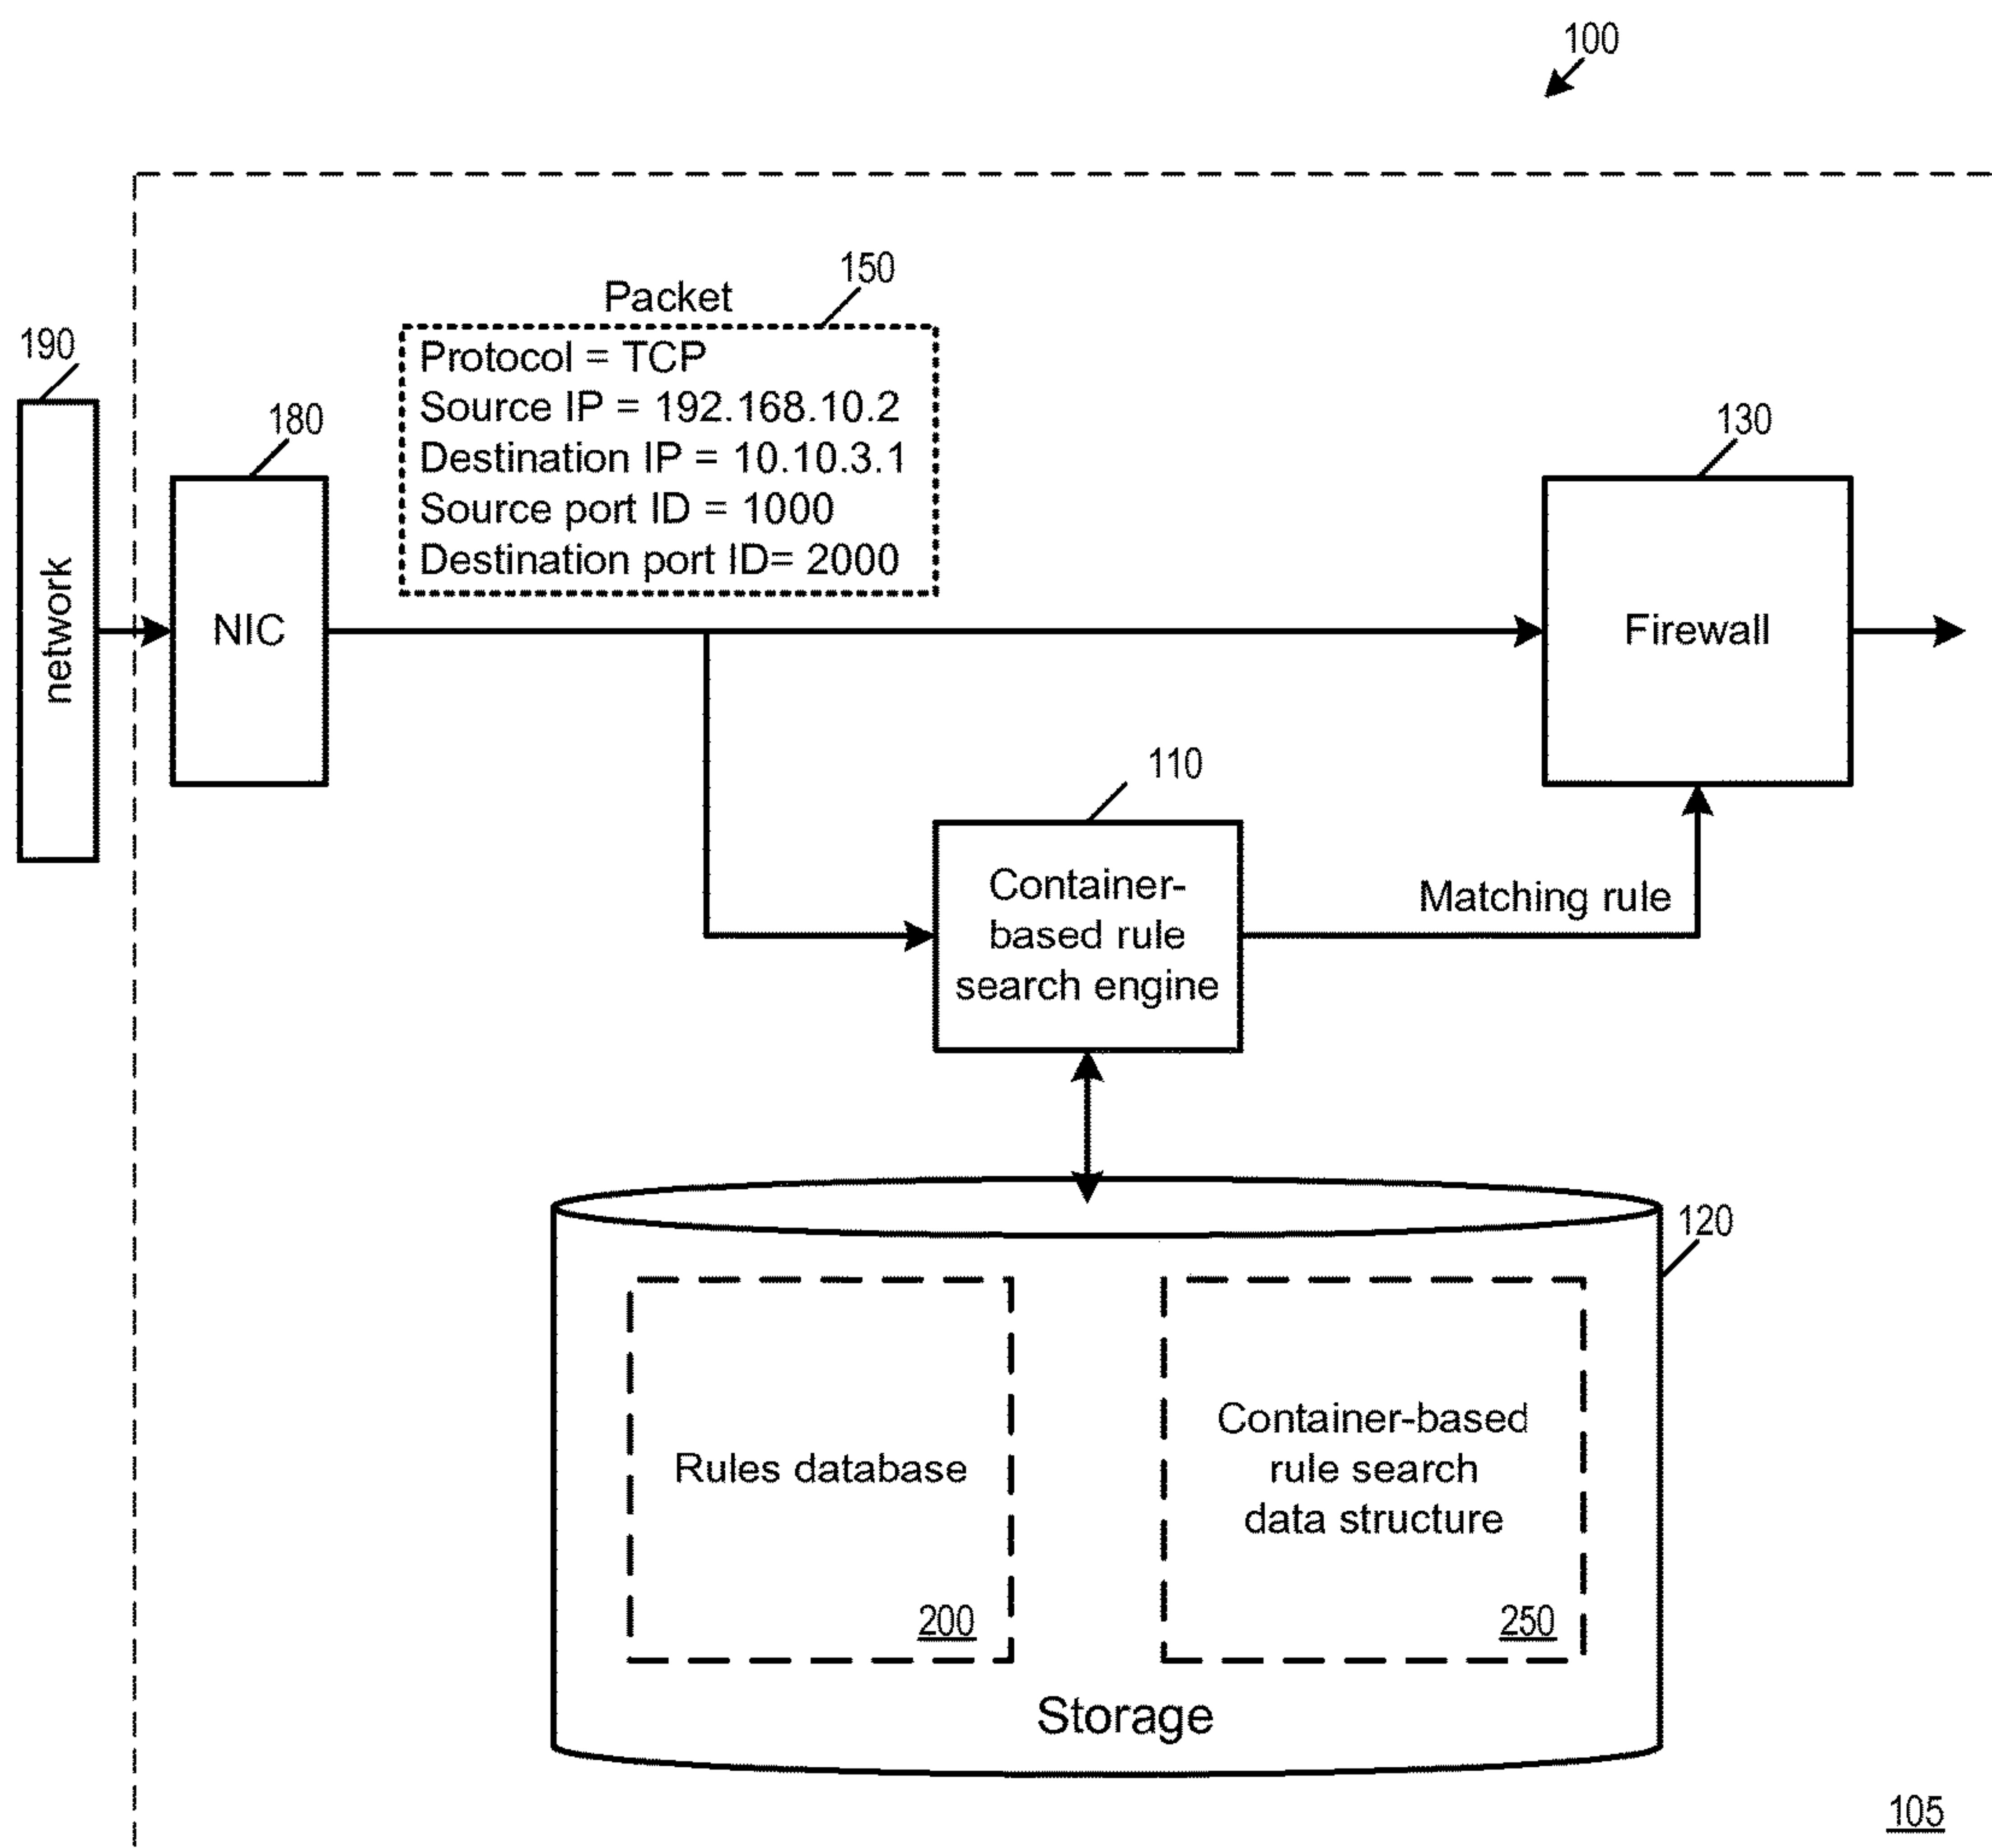 100
Packet
150
Protocol = TCP
Source IP = 192.168.10.2
Destination IP = 10.10.3.1
Source port ID = 1000
Destination port ID= 2000
190
network
180
NIC
130
Firewall
110
Container-
based rule
search engine
Matching rule
120
Rules database
200
Container-based
rule search
data structure
250
Storage
105